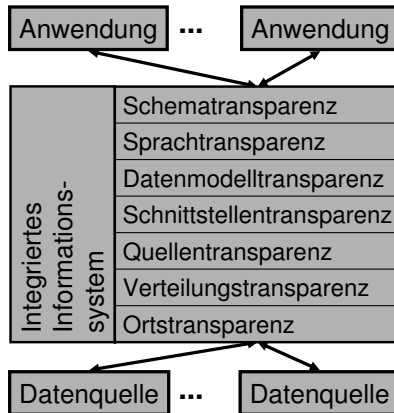 Anwendung ... Anwendung
Integriertes
Informations-
system
Schematransparenz
Sprachtransparenz
Datenmodelltransparenz
Schnittstellentransparenz
Quellentransparenz
Verteilungstransparenz
Ortstransparenz
Datenquelle ... Datenquelle